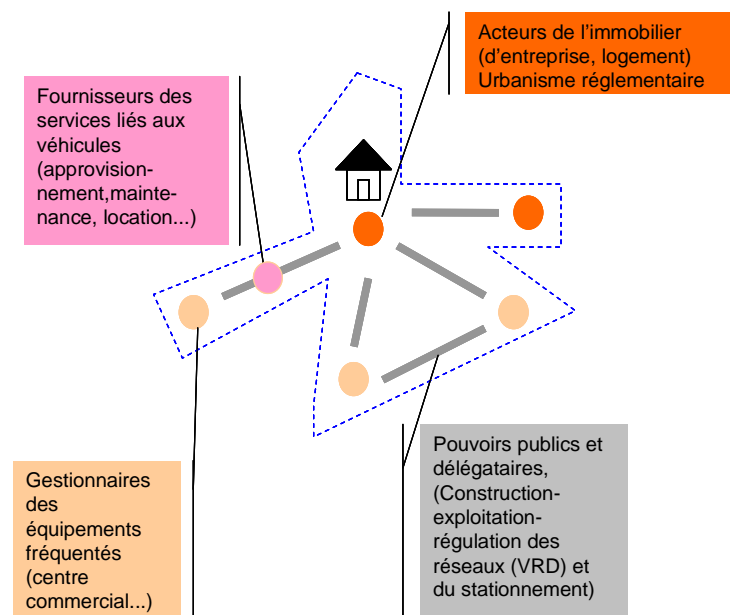 Acteurs de l'immobilier
(d'entreprise, logement)
Urbanisme réglementaire
Fournisseurs des
services liés aux
véhicules
(approvision-
nement,mainte-
nance, location...)
Gestionnaires
des
équipements
fréquentés
(centre
commercial...)
Pouvoirs publics et
délégataires,
(Construction-
exploitation-
régulation des
réseaux (VRD) et
du stationnement)